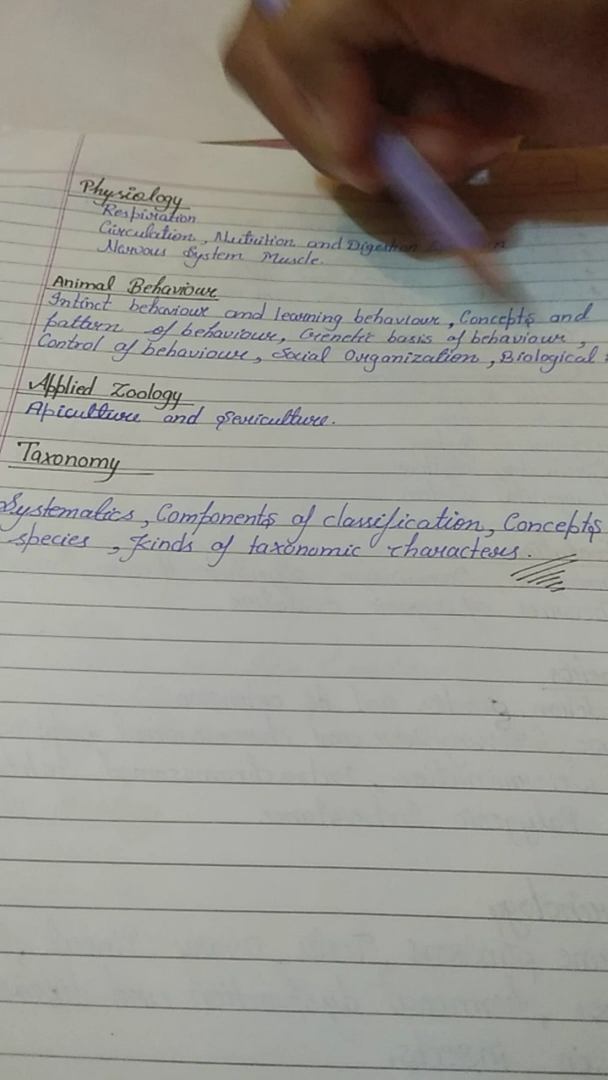 Physiology
Respiration
Circulation, Nutrition and Digestion
Nervous System Muscle.
Animal Behaviour
Intinct behaviour and learning behaviour, Concepts and
pattern of behaviour, Genetic basis of behaviour,
Control of behaviour, Social Organization, Biological
Applied Zoology
Apiculture and Sericulture.
Taxonomy
Systematics, Components of classification, Concepts
species, kinds of taxonomic characters.